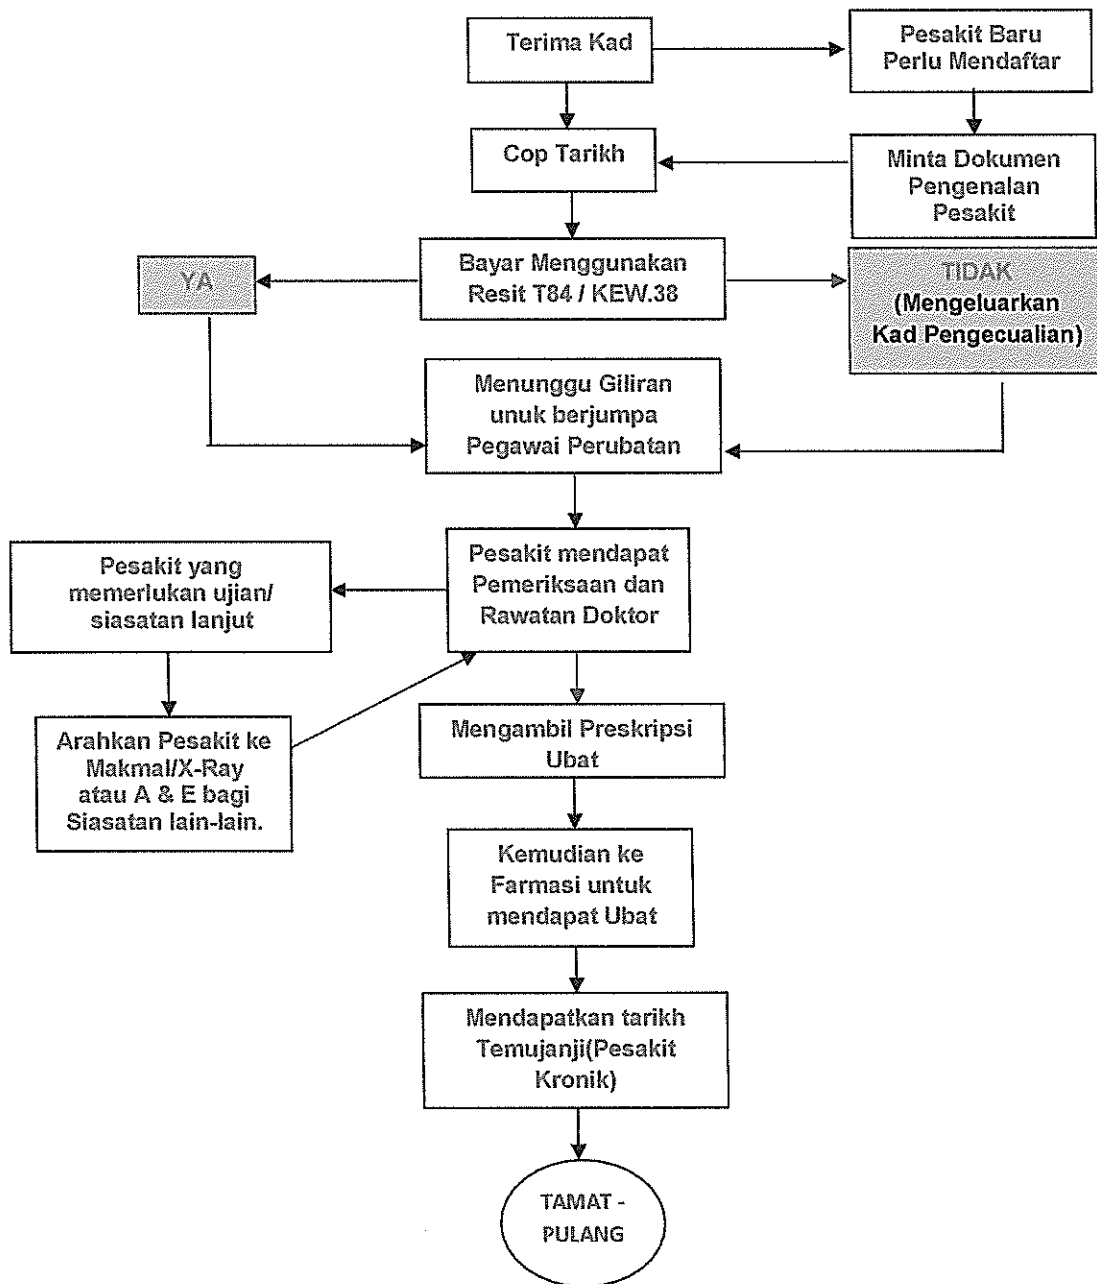 Terima Kad
Pesakit Baru
Perlu Mendaftar
Cop Tarikh
Minta Dokumen
Pengenalan
Pesakit
YA
Bayar Menggunakan
Resit T84 / KEW.38
TIDAK
(Mengeluarkan
Kad Pengecualian)
Menunggu Giliran
unuk berjumpa
Pegawai Perubatan
Pesakit yang
memerlukan ujian/
siasatan lanjut
Pesakit mendapat
Pemeriksaan dan
Rawatan Doktor
Arahkan Pesakit ke
Makmal/X-Ray
atau A & E bagi
Siasatan lain-lain.
Mengambil Preskripsi
Ubat
Kemudian ke
Farmasi untuk
mendapat Ubat
Mendapatkan tarikh
Temujanji(Pesakit
Kronik)
TAMAT -
PULANG